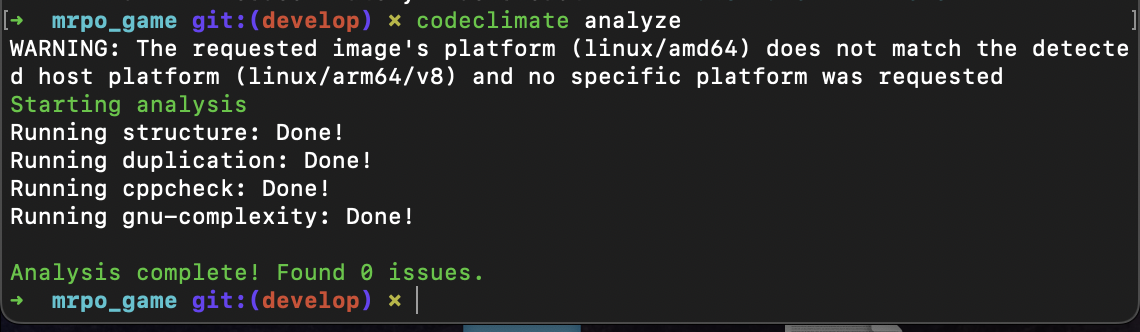 [➜  mrpo_game git:(develop) ✗ codeclimate analyze ]
WARNING: The requested image's platform (linux/amd64) does not match the detecte
d host platform (linux/arm64/v8) and no specific platform was requested
Starting analysis
Running structure: Done!
Running duplication: Done!
Running cppcheck: Done!
Running gnu-complexity: Done!
Analysis complete! Found 0 issues.
➜  mrpo_game git:(develop) ✗